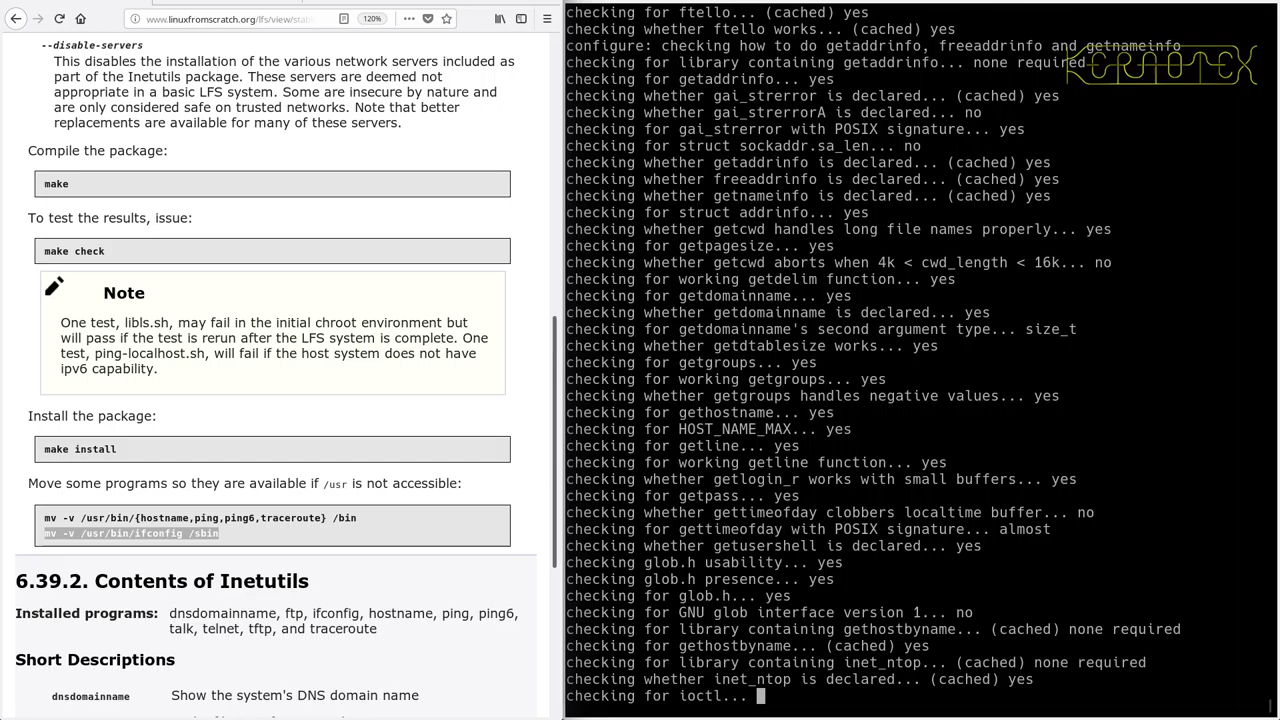 www.linuxfromscratch.org/lfs/view/stab
120%
--disable-servers
This disables the installation of the various network servers included as
part of the Inetutils package. These servers are deemed not
appropriate in a basic LFS system. Some are insecure by nature and
are only considered safe on trusted networks. Note that better
replacements are available for many of these servers.
Compile the package:
make
To test the results, issue:
make check
Note
One test, libls.sh, may fail in the initial chroot environment but
will pass if the test is rerun after the LFS system is complete. One
test, ping-localhost.sh, will fail if the host system does not have
ipv6 capability.
Install the package:
make install
Move some programs so they are available if /usr is not accessible:
mv -v /usr/bin/{hostname,ping,ping6,traceroute} /bin
mv -v /usr/bin/ifconfig /sbin
6.39.2. Contents of Inetutils
Installed programs: dnsdomainname, ftp, ifconfig, hostname, ping, ping6,
talk, telnet, tftp, and traceroute
Short Descriptions
dnsdomainname Show the system's DNS domain name
checking for ftello... (cached) yes
checking whether ftello works... (cached) yes
configure: checking how to do getaddrinfo, freeaddrinfo and getnameinfo
checking for library containing getaddrinfo... none required
checking for getaddrinfo... yes
checking whether gai_strerror is declared... (cached) yes
checking whether gai_strerrorA is declared... no
checking for gai_strerror with POSIX signature... yes
checking for struct sockaddr.sa_len... no
checking whether getaddrinfo is declared... (cached) yes
checking whether freeaddrinfo is declared... (cached) yes
checking whether getnameinfo is declared... (cached) yes
checking for struct addrinfo... yes
checking whether getcwd handles long file names properly... yes
checking for getpagesize... yes
checking whether getcwd aborts when 4k < cwd_length < 16k... no
checking for working getdelim function... yes
checking for getdomainname... yes
checking whether getdomainname is declared... yes
checking for getdomainname's second argument type... size_t
checking whether getdtablesize works... yes
checking for getgroups... yes
checking for working getgroups... yes
checking whether getgroups handles negative values... yes
checking for gethostname... yes
checking for HOST_NAME_MAX... yes
checking for getline... yes
checking for working getline function... yes
checking whether getlogin_r works with small buffers... yes
checking for getpass... yes
checking whether gettimeofday clobbers localtime buffer... no
checking for gettimeofday with POSIX signature... almost
checking whether getusershell is declared... yes
checking glob.h usability... yes
checking glob.h presence... yes
checking for glob.h... yes
checking for GNU glob interface version 1... no
checking for library containing gethostbyname... (cached) none required
checking for gethostbyname... (cached) yes
checking for library containing inet_ntop... (cached) none required
checking whether inet_ntop is declared... (cached) yes
checking for ioctl...